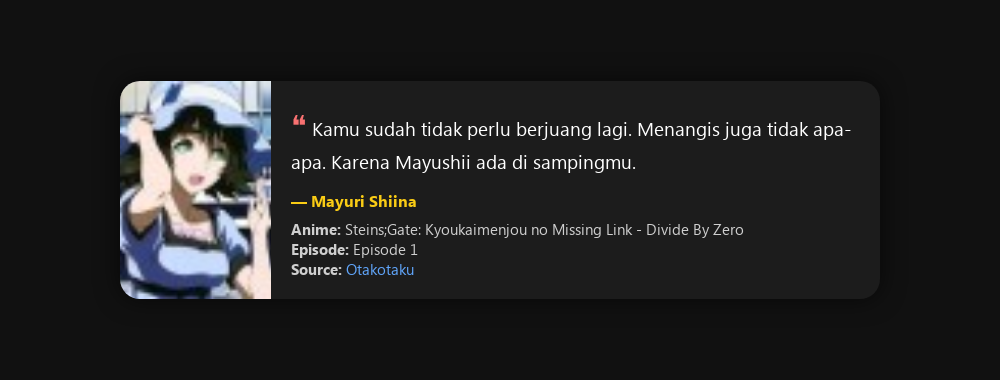 ❝ Kamu sudah tidak perlu berjuang lagi. Menangis juga tidak apa-
apa. Karena Mayushii ada di sampingmu.
— Mayuri Shiina
Anime: Steins;Gate: Kyoukaimenjou no Missing Link - Divide By Zero
Episode: Episode 1
Source: Otakotaku